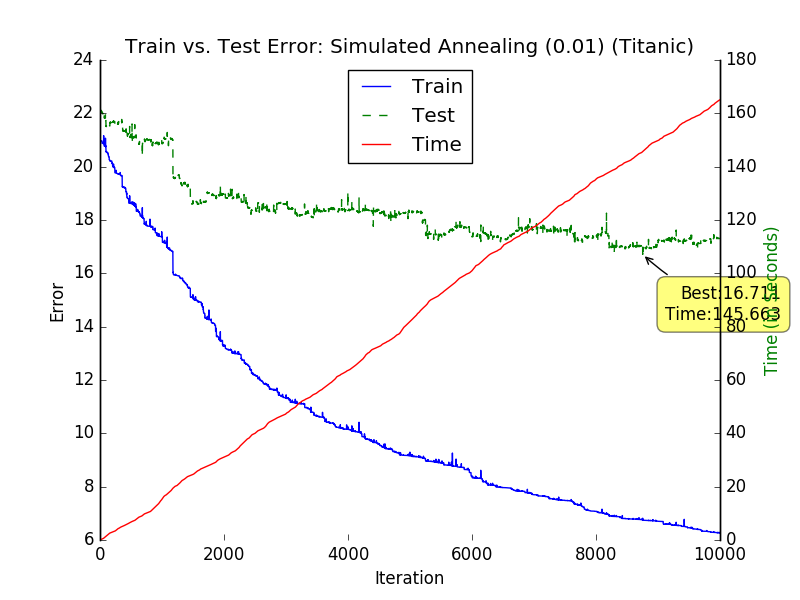 Train vs. Test Error: Simulated Annealing (0.01) (Titanic)
Train
Test
Time
24
22
20
18
16
14
12
10
8
6
Error
180
160
140
120
100
80
60
40
20
0
Time (in seconds)
Best:16.711
Time:145.663
0
2000
4000
6000
8000
10000
Iteration